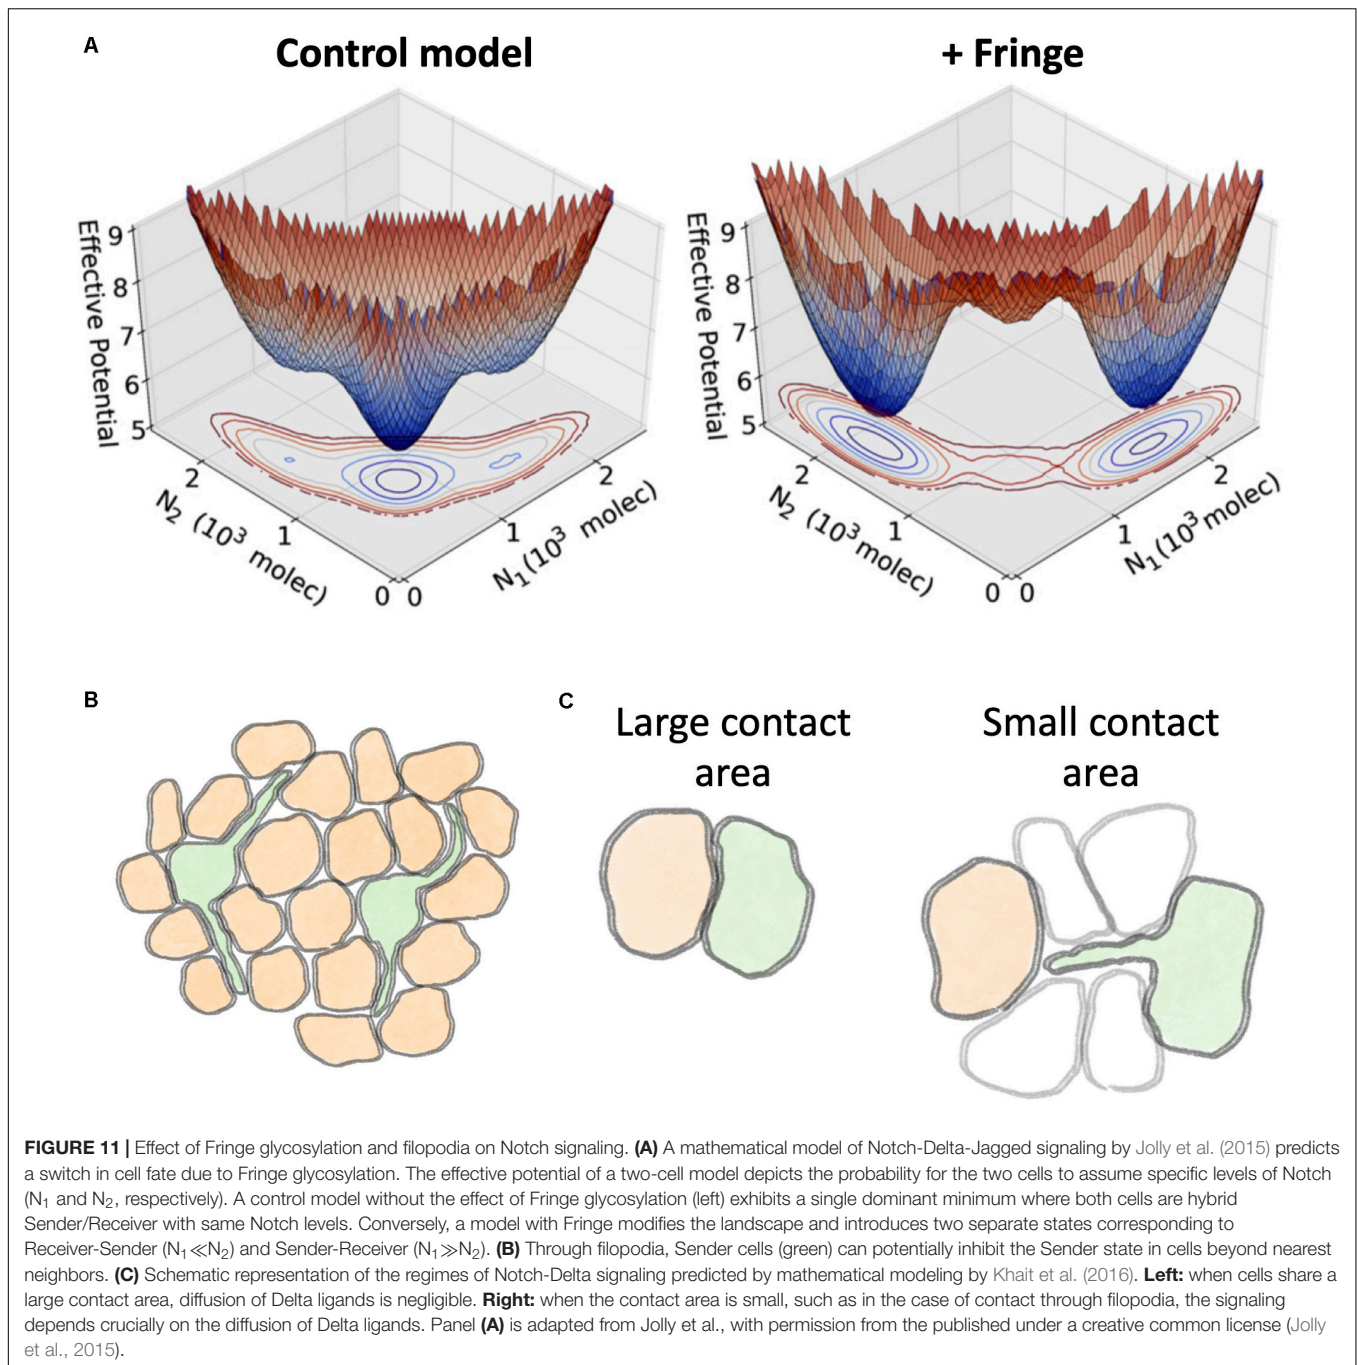 A
Control model
+ Fringe
Effective Potential
9
8
7
6
5
2
1
0
N2 (10^3 molec)
0
1
2
N1(10^3 molec)
Effective Potential
9
8
7
6
5
2
1
0
N2 (10^3 molec)
0
1
2
N1(10^3 molec)
B
C
Large contact
area
Small contact
area
FIGURE 11 | Effect of Fringe glycosylation and filopodia on Notch signaling. (A) A mathematical model of Notch-Delta-Jagged signaling by Jolly et al. (2015) predicts
a switch in cell fate due to Fringe glycosylation. The effective potential of a two-cell model depicts the probability for the two cells to assume specific levels of Notch
(N1 and N2, respectively). A control model without the effect of Fringe glycosylation (left) exhibits a single dominant minimum where both cells are hybrid
Sender/Receiver with same Notch levels. Conversely, a model with Fringe modifies the landscape and introduces two separate states corresponding to
Receiver-Sender (N1≪N2) and Sender-Receiver (N1≫N2). (B) Through filopodia, Sender cells (green) can potentially inhibit the Sender state in cells beyond nearest
neighbors. (C) Schematic representation of the regimes of Notch-Delta signaling predicted by mathematical modeling by Khait et al. (2016). Left: when cells share a
large contact area, diffusion of Delta ligands is negligible. Right: when the contact area is small, such as in the case of contact through filopodia, the signaling
depends crucially on the diffusion of Delta ligands. Panel (A) is adapted from Jolly et al., with permission from the published under a creative common license (Jolly
et al., 2015).